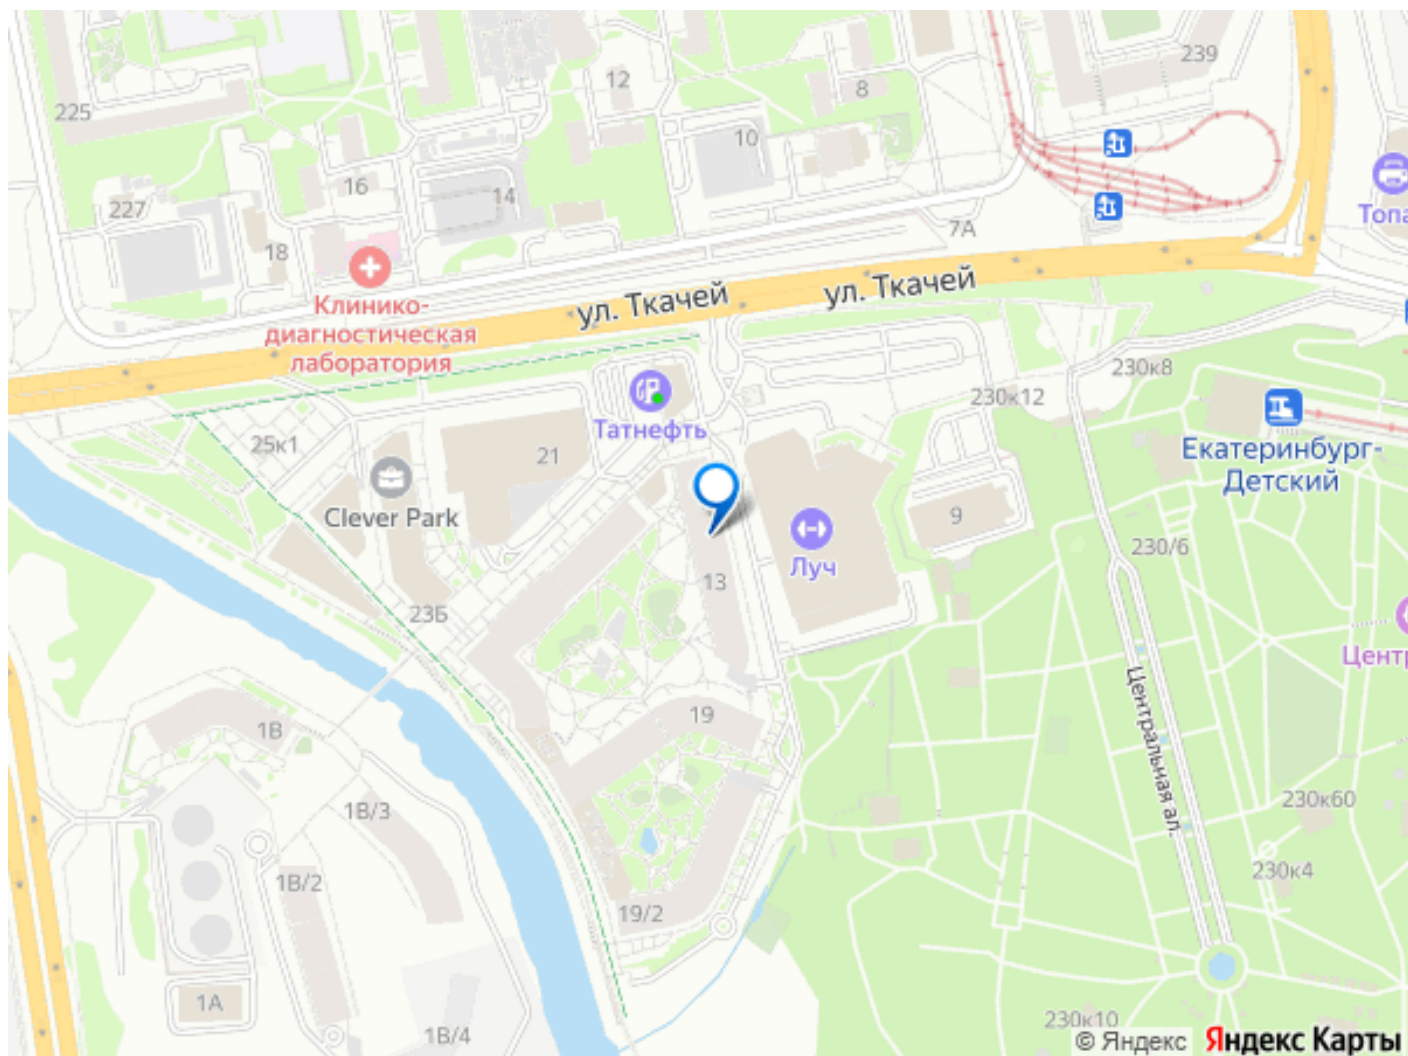 239
12
8
225
10
16
14
227
7А
Топа
18
ул. Ткачей
ул. Ткачей
Клинико-
диагностическая
лаборатория
230к8
230к12
Татнефть
25к1
21
Екатеринбург-
Детский
Clever Park
9
230/6
Луч
13
23Б
Центр
Центральная ал.
19
1В
230к60
1В/3
230к4
1В/2
19/2
1А
230к10
1В/4
© Яндекс Яндекс Карты